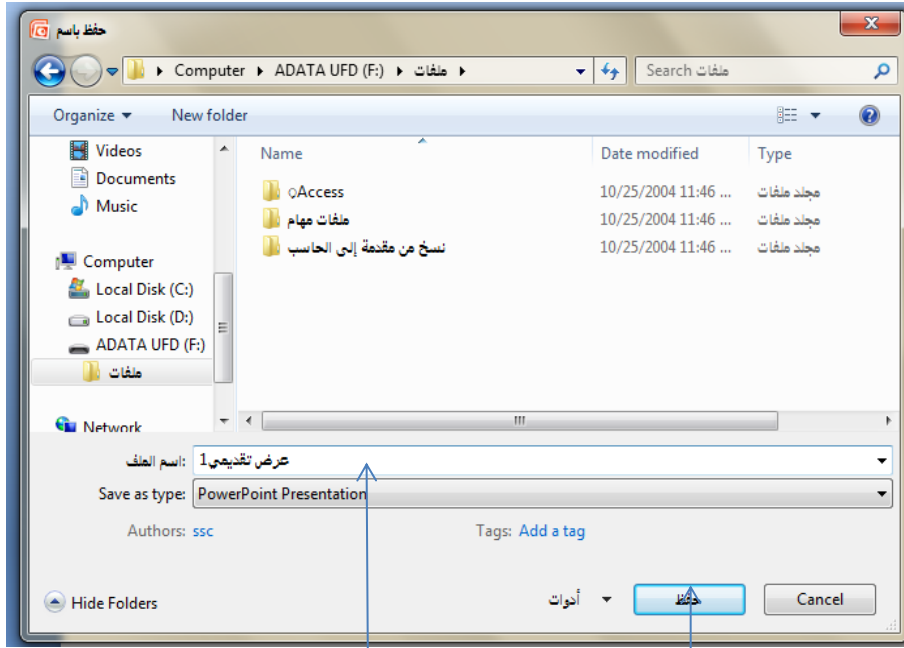 حفظ باسم
Computer ▸ ADATA UFD (F:) ▸ ملفات ▸
Search ملفات
Organize ▾ New folder
Videos
Documents
Music
Computer
Local Disk (C:)
Local Disk (D:)
ADATA UFD (F:)
ملفات
Network
Name Date modified Type
Access 10/25/2004 11:46 ... مجلد ملفات
ملفات مهام 10/25/2004 11:46 ... مجلد ملفات
نسخ من مقدمة إلى الحاسب 10/25/2004 11:46 ... مجلد ملفات
اسم الملف: عرض تقديمي1
Save as type: PowerPoint Presentation
Authors: ssc Tags: Add a tag
Hide Folders أدوات ▾ حفظ Cancel